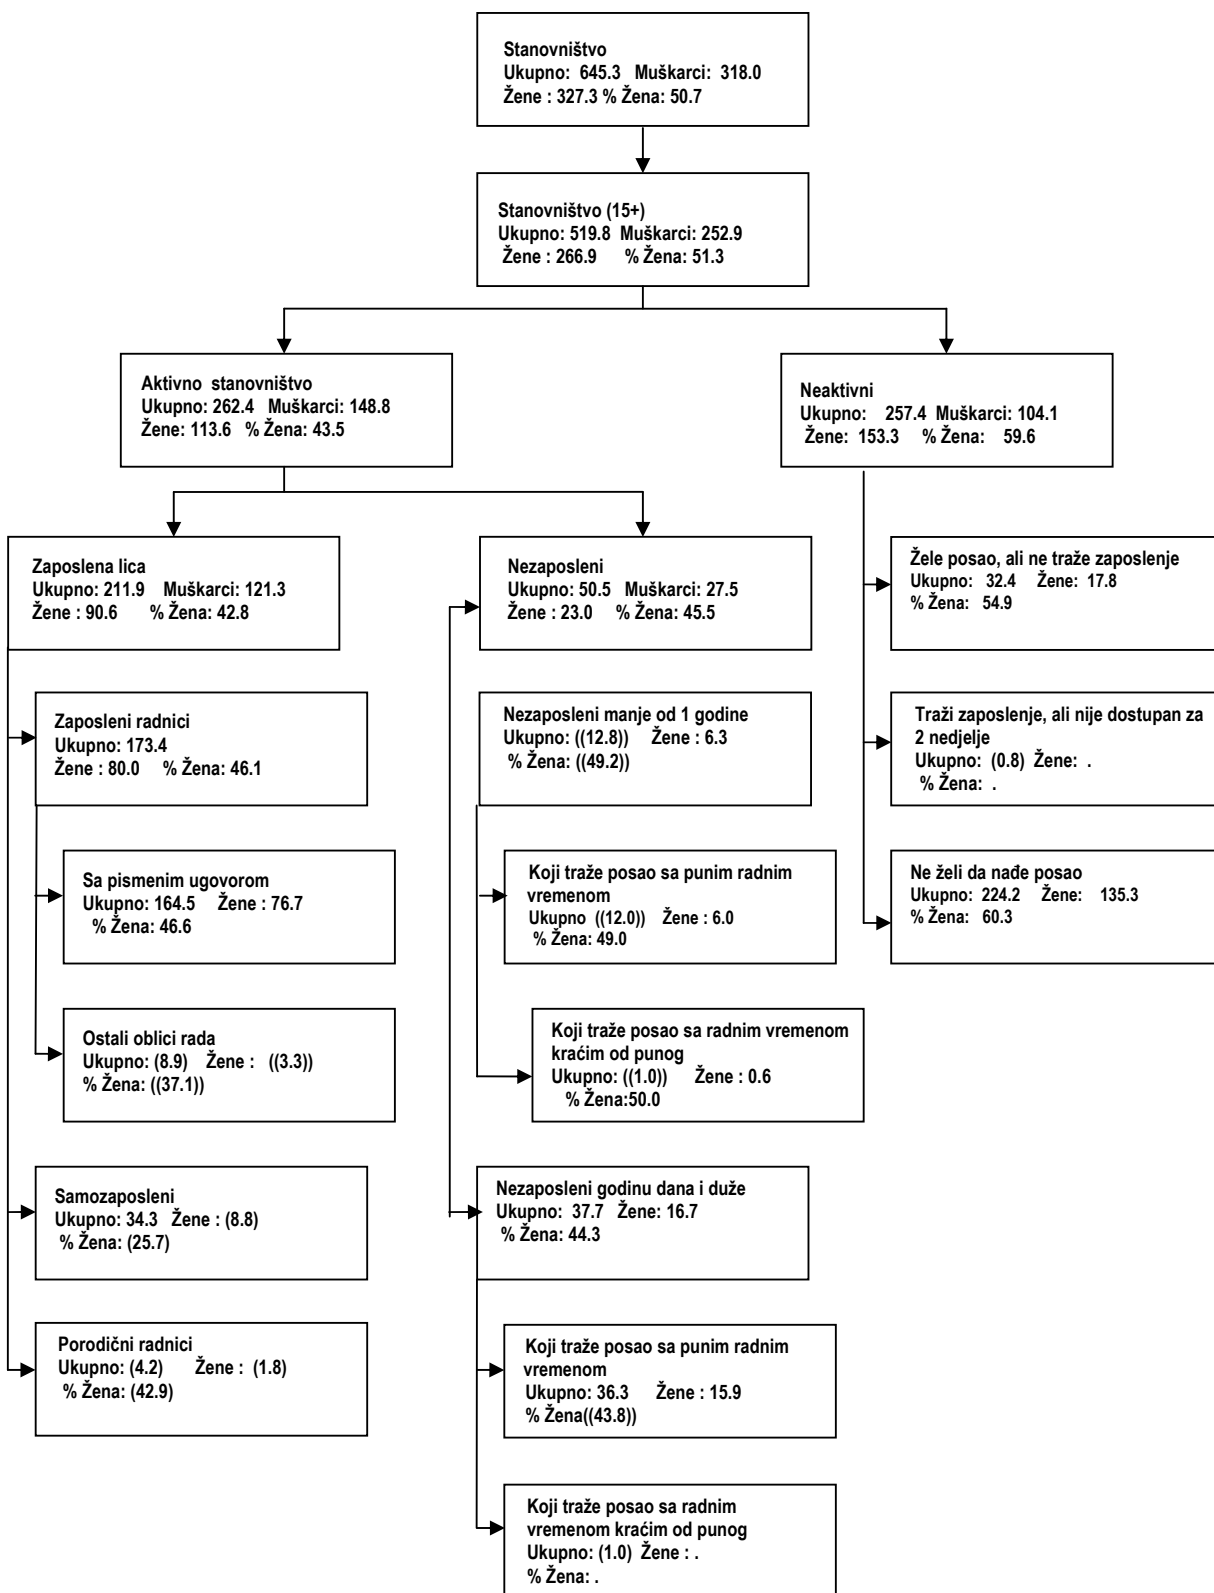 Stanovništvo
Ukupno: 645.3 Muškarci: 318.0
Žene : 327.3 % Žena: 50.7
Stanovništvo (15+)
Ukupno: 519.8 Muškarci: 252.9
Žene : 266.9 % Žena: 51.3
Aktivno stanovništvo
Ukupno: 262.4 Muškarci: 148.8
Žene: 113.6 % Žena: 43.5
Neaktivni
Ukupno: 257.4 Muškarci: 104.1
Žene: 153.3 % Žena: 59.6
Zaposlena lica
Ukupno: 211.9 Muškarci: 121.3
Žene : 90.6 % Žena: 42.8
Nezaposleni
Ukupno: 50.5 Muškarci: 27.5
Žene : 23.0 % Žena: 45.5
Žele posao, ali ne traže zaposlenje
Ukupno: 32.4 Žene: 17.8
% Žena: 54.9
Zaposleni radnici
Ukupno: 173.4
Žene : 80.0 % Žena: 46.1
Nezaposleni manje od 1 godine
Ukupno: ((12.8)) Žene : 6.3
% Žena: ((49.2))
Traži zaposlenje, ali nije dostupan za
2 nedjelje
Ukupno: (0.8) Žene: .
% Žena: .
Sa pismenim ugovorom
Ukupno: 164.5 Žene : 76.7
% Žena: 46.6
Koji traže posao sa punim radnim
vremenom
Ukupno ((12.0)) Žene : 6.0
% Žena: 49.0
Ne želi da nađe posao
Ukupno: 224.2 Žene: 135.3
% Žena: 60.3
Ostali oblici rada
Ukupno: (8.9) Žene : ((3.3))
% Žena: ((37.1))
Koji traže posao sa radnim vremenom
kraćim od punog
Ukupno: ((1.0)) Žene : 0.6
% Žena:50.0
Samozaposleni
Ukupno: 34.3 Žene : (8.8)
% Žena: (25.7)
Nezaposleni godinu dana i duže
Ukupno: 37.7 Žene: 16.7
% Žena: 44.3
Porodični radnici
Ukupno: (4.2) Žene : (1.8)
% Žena: (42.9)
Koji traže posao sa punim radnim
vremenom
Ukupno: 36.3 Žene : 15.9
% Žena((43.8))
Koji traže posao sa radnim
vremenom kraćim od punog
Ukupno: (1.0) Žene : .
% Žena: .